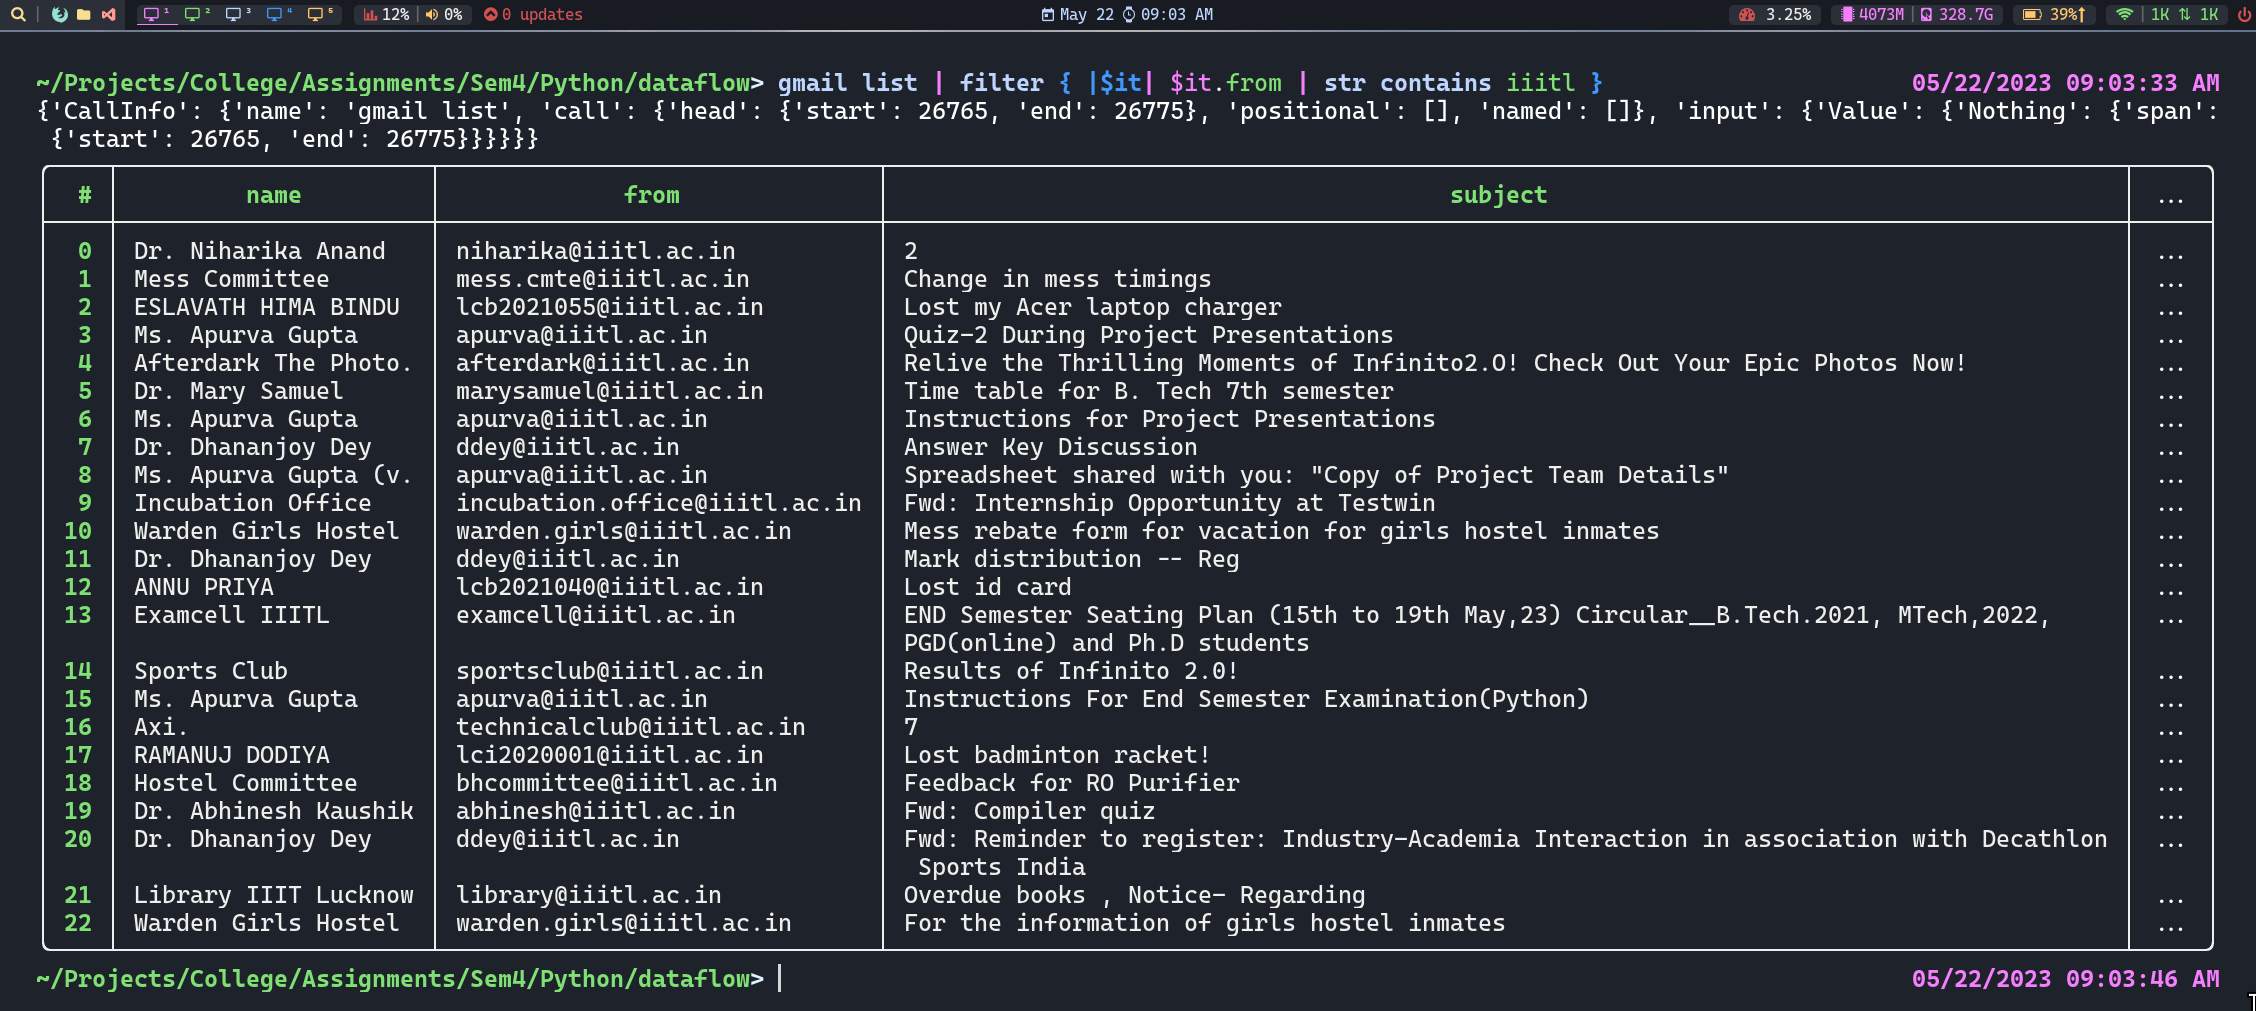 1 2 3 4 5 12% 0% 0 updates May 22 09:03 AM 3.25% 4073M 328.7G 39% 1K 1K
~/Projects/College/Assignments/Sem4/Python/dataflow> gmail list | filter { |$it| $it.from | str contains iiitl } 05/22/2023 09:03:33 AM
{'CallInfo': {'name': 'gmail list', 'call': {'head': {'start': 26765, 'end': 26775}, 'positional': [], 'named': []}, 'input': {'Value': {'Nothing': {'span':
{'start': 26765, 'end': 26775}}}}}}
# name from subject ...
0 Dr. Niharika Anand niharika@iiitl.ac.in 2 ...
1 Mess Committee mess.cmte@iiitl.ac.in Change in mess timings ...
2 ESLAVATH HIMA BINDU lcb2021055@iiitl.ac.in Lost my Acer laptop charger ...
3 Ms. Apurva Gupta apurva@iiitl.ac.in Quiz-2 During Project Presentations ...
4 Afterdark The Photo. afterdark@iiitl.ac.in Relive the Thrilling Moments of Infinito2.O! Check Out Your Epic Photos Now! ...
5 Dr. Mary Samuel marysamuel@iiitl.ac.in Time table for B. Tech 7th semester ...
6 Ms. Apurva Gupta apurva@iiitl.ac.in Instructions for Project Presentations ...
7 Dr. Dhananjoy Dey ddey@iiitl.ac.in Answer Key Discussion ...
8 Ms. Apurva Gupta (v. apurva@iiitl.ac.in Spreadsheet shared with you: "Copy of Project Team Details" ...
9 Incubation Office incubation.office@iiitl.ac.in Fwd: Internship Opportunity at Testwin ...
10 Warden Girls Hostel warden.girls@iiitl.ac.in Mess rebate form for vacation for girls hostel inmates ...
11 Dr. Dhananjoy Dey ddey@iiitl.ac.in Mark distribution -- Reg ...
12 ANNU PRIYA lcb2021040@iiitl.ac.in Lost id card ...
13 Examcell IIITL examcell@iiitl.ac.in END Semester Seating Plan (15th to 19th May,23) Circular__B.Tech.2021, MTech,2022, ...
PGD(online) and Ph.D students
14 Sports Club sportsclub@iiitl.ac.in Results of Infinito 2.0! ...
15 Ms. Apurva Gupta apurva@iiitl.ac.in Instructions For End Semester Examination(Python) ...
16 Axi. technicalclub@iiitl.ac.in 7 ...
17 RAMANUJ DODIYA lci2020001@iiitl.ac.in Lost badminton racket! ...
18 Hostel Committee bhcommittee@iiitl.ac.in Feedback for RO Purifier ...
19 Dr. Abhinesh Kaushik abhinesh@iiitl.ac.in Fwd: Compiler quiz ...
20 Dr. Dhananjoy Dey ddey@iiitl.ac.in Fwd: Reminder to register: Industry-Academia Interaction in association with Decathlon ...
Sports India
21 Library IIIT Lucknow library@iiitl.ac.in Overdue books , Notice- Regarding ...
22 Warden Girls Hostel warden.girls@iiitl.ac.in For the information of girls hostel inmates ...
~/Projects/College/Assignments/Sem4/Python/dataflow> 05/22/2023 09:03:46 AM